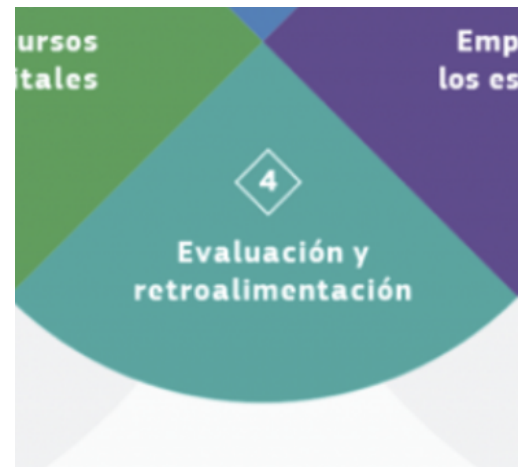 ursos
itales
Emp
los es
4
Evaluación y
retroalimentación